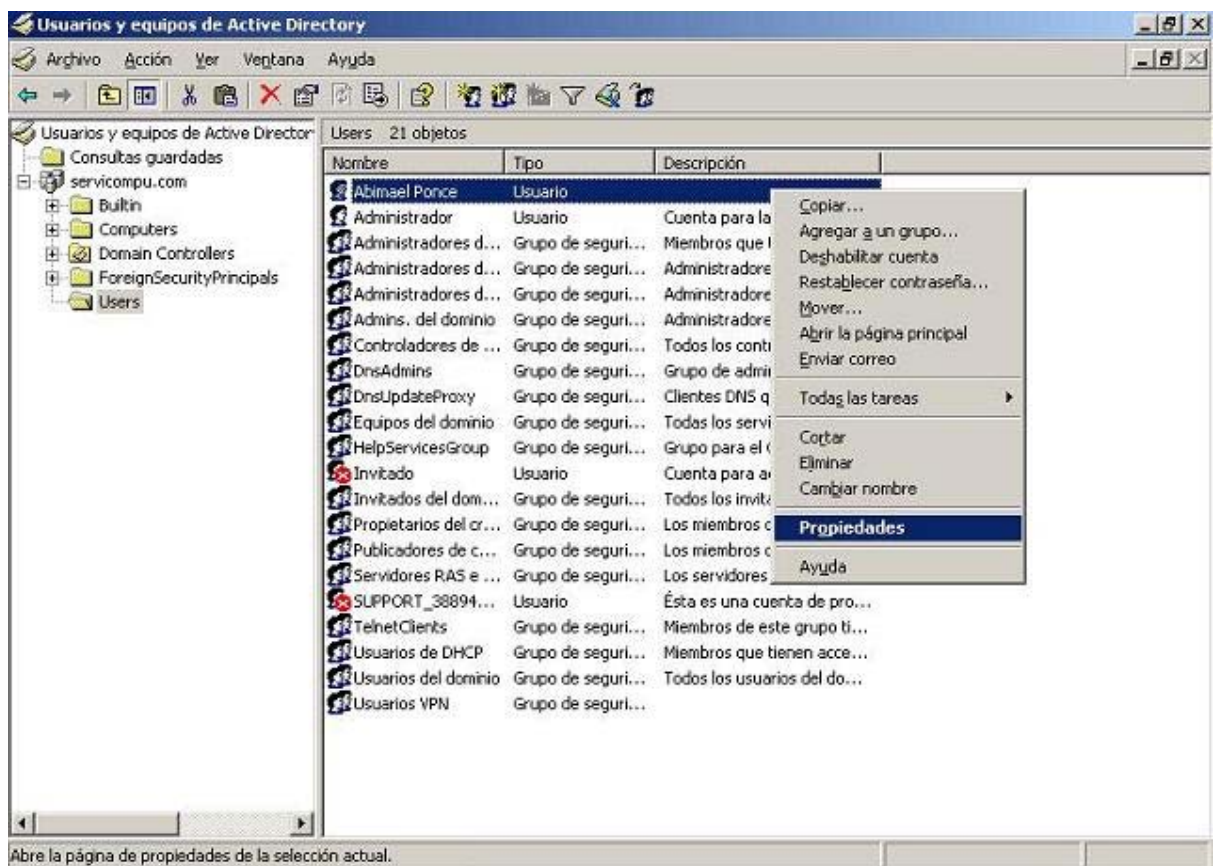 Usuarios y equipos de Active Directory
Archivo Acción Ver Ventana Ayuda
Usuarios y equipos de Active Director
Consultas guardadas
servicompu.com
Builtin
Computers
Domain Controllers
ForeignSecurityPrincipals
Users
Users 21 objetos
Nombre Tipo Descripción
Abimael Ponce Usuario
Administrador Usuario Cuenta para la
Administradores d... Grupo de seguri... Miembros que
Administradores d... Grupo de seguri... Administradore
Administradores d... Grupo de seguri... Administradore
Admins. del dominio Grupo de seguri... Administradore
Controladores de ... Grupo de seguri... Todos los contr
DnsAdmins Grupo de seguri... Grupo de admi
DnsUpdateProxy Grupo de seguri... Clientes DNS q
Equipos del dominio Grupo de seguri... Todas los servi
HelpServicesGroup Grupo de seguri... Grupo para el
Invitado Usuario Cuenta para a
Invitados del dom... Grupo de seguri... Todos los invita
Propietarios del cr... Grupo de seguri... Los miembros
Publicadores de c... Grupo de seguri... Los miembros
Servidores RAS e ... Grupo de seguri... Los servidores
SUPPORT_38894... Usuario Ésta es una cuenta de pro...
TelnetClients Grupo de seguri... Miembros de este grupo ti...
Usuarios de DHCP Grupo de seguri... Miembros que tienen acce...
Usuarios del dominio Grupo de seguri... Todos los usuarios del do...
Usuarios VPN Grupo de seguri...
Copiar...
Agregar a un grupo...
Deshabilitar cuenta
Restablecer contraseña...
Mover...
Abrir la página principal
Enviar correo
Todas las tareas
Cortar
Eliminar
Cambiar nombre
Propiedades
Ayuda
Abre la página de propiedades de la selección actual.